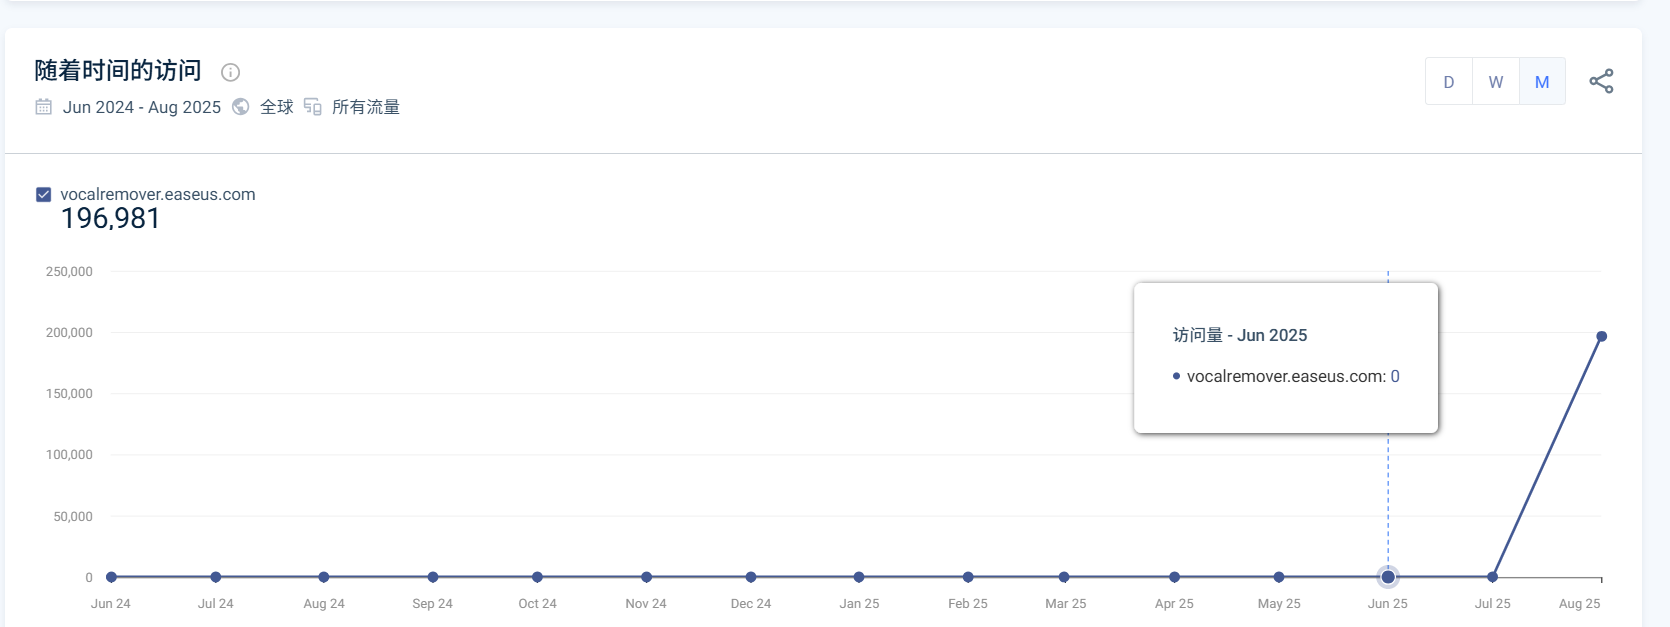 随着时间的访问
Jun 2024 - Aug 2025 全球 所有流量
D W M
vocalremover.easeus.com
196,981
250,000
200,000
150,000
100,000
50,000
0
访问量 - Jun 2025
vocalremover.easeus.com: 0
Jun 24 Jul 24 Aug 24 Sep 24 Oct 24 Nov 24 Dec 24 Jan 25 Feb 25 Mar 25 Apr 25 May 25 Jun 25 Jul 25 Aug 25